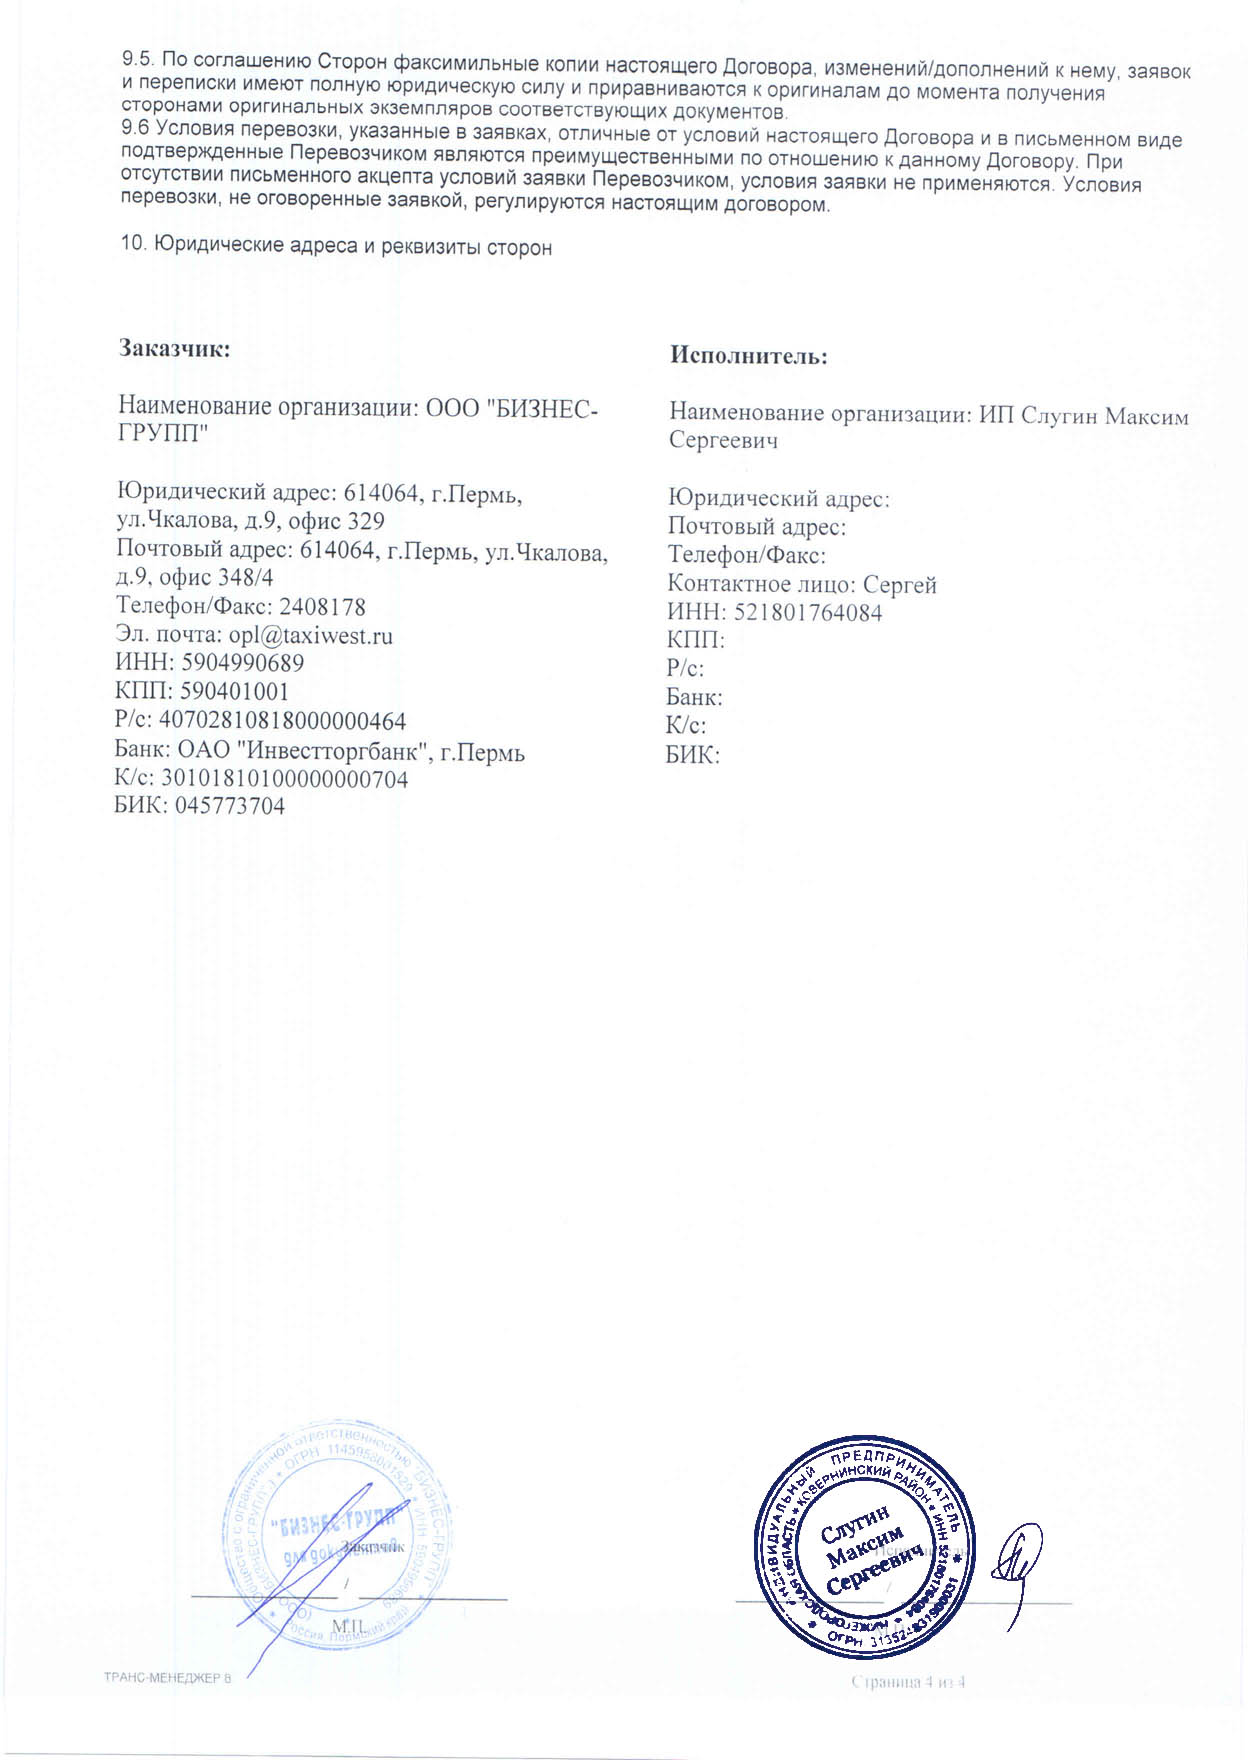 9.5. По соглашению Сторон факсимильные копии настоящего Договора, изменений/дополнений к нему, заявок
и переписки имеют полную юридическую силу и приравниваются к оригиналам до момента получения
сторонами оригинальных экземпляров соответствующих документов.
9.6 Условия перевозки, указанные в заявках, отличные от условий настоящего Договора и в письменном виде
подтвержденные Перевозчиком являются преимущественными по отношению к данному Договору. При
отсутствии письменного акцепта условий заявки Перевозчиком, условия заявки не применяются. Условия
перевозки, не оговоренные заявкой, регулируются настоящим договором.
10. Юридические адреса и реквизиты сторон
Заказчик:
Наименование организации: ООО "БИЗНЕС-
ГРУПП"
Юридический адрес: 614064, г.Пермь,
ул.Чкалова, д.9, офис 329
Почтовый адрес: 614064, г.Пермь, ул.Чкалова,
д.9, офис 348/4
Телефон/Факс: 2408178
Эл. почта: opl@taxiwest.ru
ИНН: 5904990689
КПП: 590401001
Р/с: 40702810818000000464
Банк: ОАО "Инвестторгбанк", г.Пермь
К/с: 30101810100000000704
БИК: 045773704
Исполнитель:
Наименование организации: ИП Слугин Максим
Сергеевич
Юридический адрес:
Почтовый адрес:
Телефон/Факс:
Контактное лицо: Сергей
ИНН: 521801764084
КПП:
Р/с:
Банк:
К/с:
БИК:
Общество с ограниченной ответственностью "БИЗНЕС-ГРУПП"
ОГРН
ИНН 5904990689
Россия Пермский край
"БИЗНЕС-ГРУПП"
для документов
Заказчик
/
М.П.
ИНДИВИДУАЛЬНЫЙ ПРЕДПРИНИМАТЕЛЬ
НИЖЕГОРОДСКАЯ ОБЛАСТЬ * КОВЕРНИНСКИЙ РАЙОН * ИНН 521801764084
ОГРН
Слугин
Максим
Сергеевич
Исполнитель
/
ТРАНС-МЕНЕДЖЕР 8
Страница 4 из 4